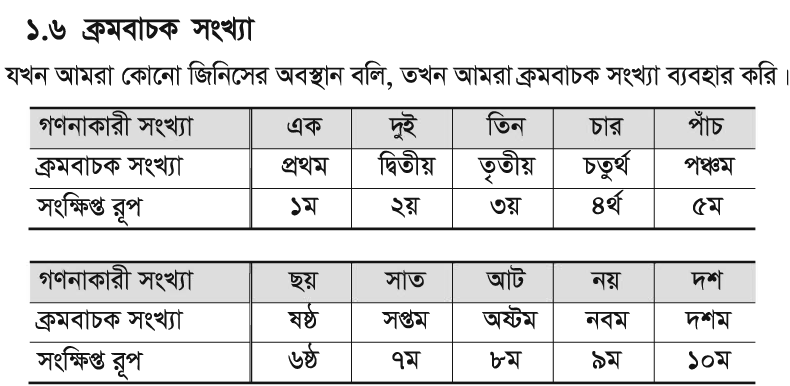 ১.৬ ক্রমবাচক সংখ্যা
যখন আমরা কোনো জিনিসের অবস্থান বলি, তখন আমরা ক্রমবাচক সংখ্যা ব্যবহার করি।
গণনাকারী সংখ্যা এক দুই তিন চার পাঁচ
ক্রমবাচক সংখ্যা প্রথম দ্বিতীয় তৃতীয় চতুর্থ পঞ্চম
সংক্ষিপ্ত রূপ ১ম ২য় ৩য় ৪র্থ ৫ম
গণনাকারী সংখ্যা ছয় সাত আট নয় দশ
ক্রমবাচক সংখ্যা ষষ্ঠ সপ্তম অষ্টম নবম দশম
সংক্ষিপ্ত রূপ ৬ষ্ঠ ৭ম ৮ম ৯ম ১০ম